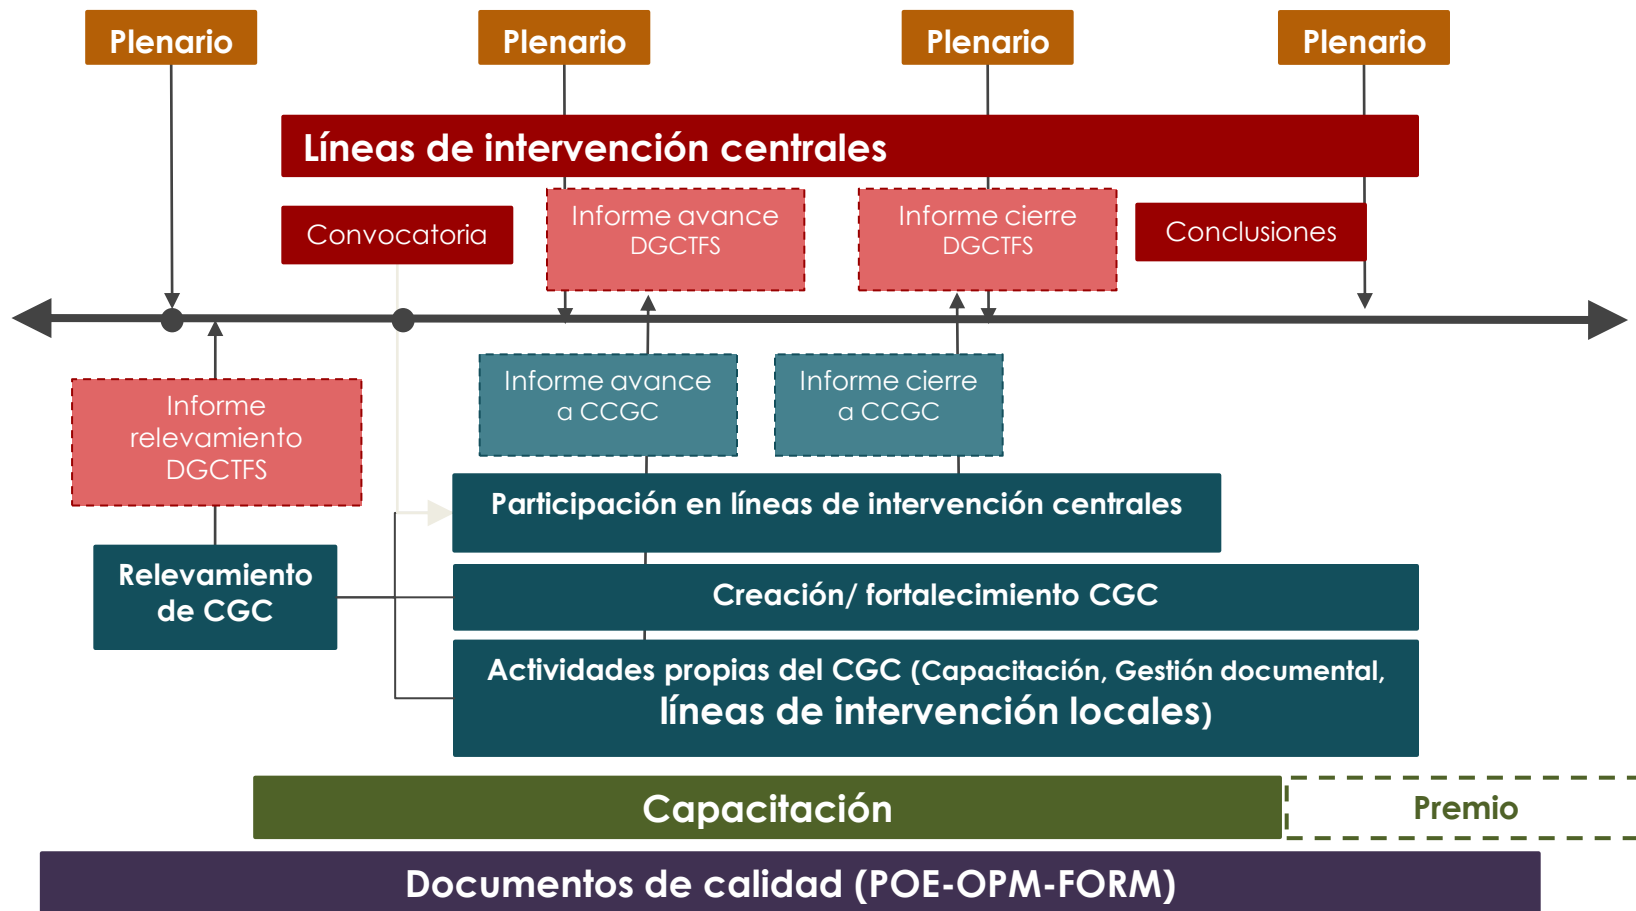 Plenario
Plenario
Plenario
Plenario
Líneas de intervención centrales
Convocatoria
Informe avance
DGCTFS
Informe cierre
DGCTFS
Conclusiones
Informe
relevamiento
DGCTFS
Informe avance
a CCGC
Informe cierre
a CCGC
Participación en líneas de intervención centrales
Relevamiento
de CGC
Creación/ fortalecimiento CGC
Actividades propias del CGC (Capacitación, Gestión documental,
líneas de intervención locales)
Capacitación
Premio
Documentos de calidad (POE-OPM-FORM)